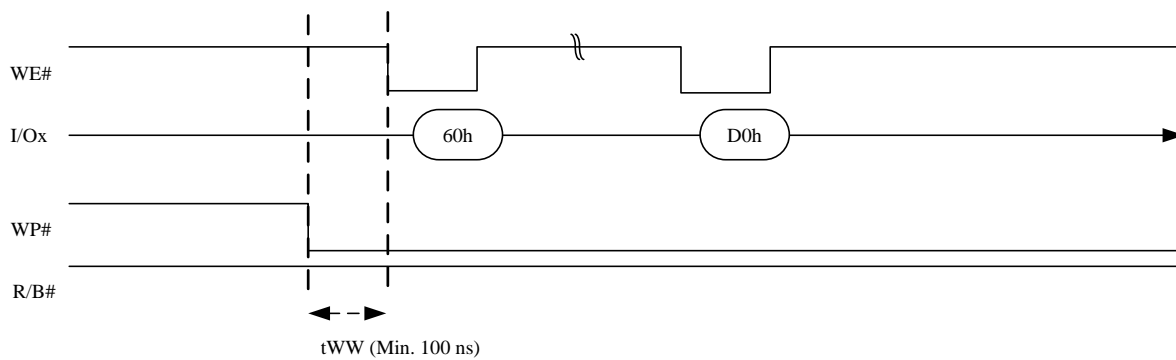 WE#
I/Ox
60h
D0h
WP#
R/B#
tWW (Min. 100 ns)